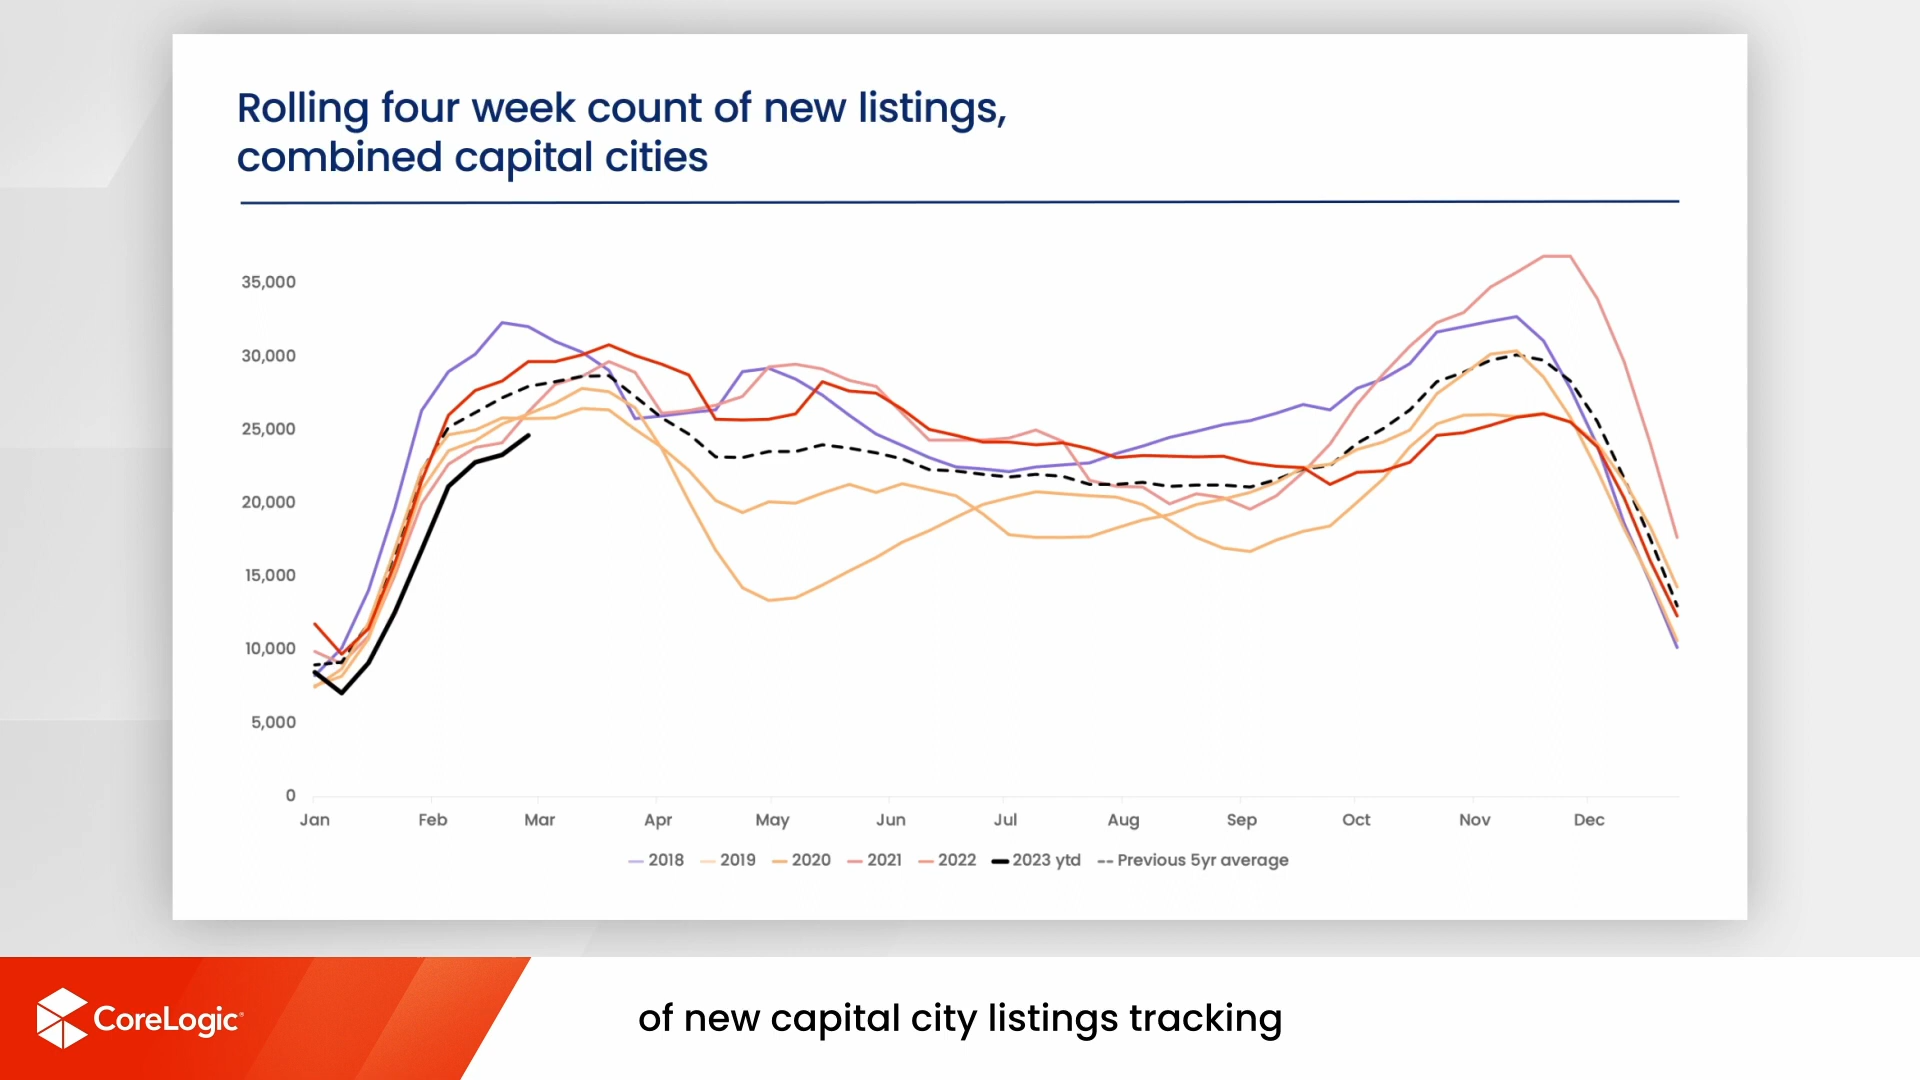 Rolling four week count of new listings,
combined capital cities
35,000
30,000
25,000
20,000
15,000
10,000
5,000
0
Jan Feb Mar Apr May Jun Jul Aug Sep Oct Nov Dec
2018 2019 2020 2021 2022 2023 ytd Previous 5yr average
CoreLogic
of new capital city listings tracking